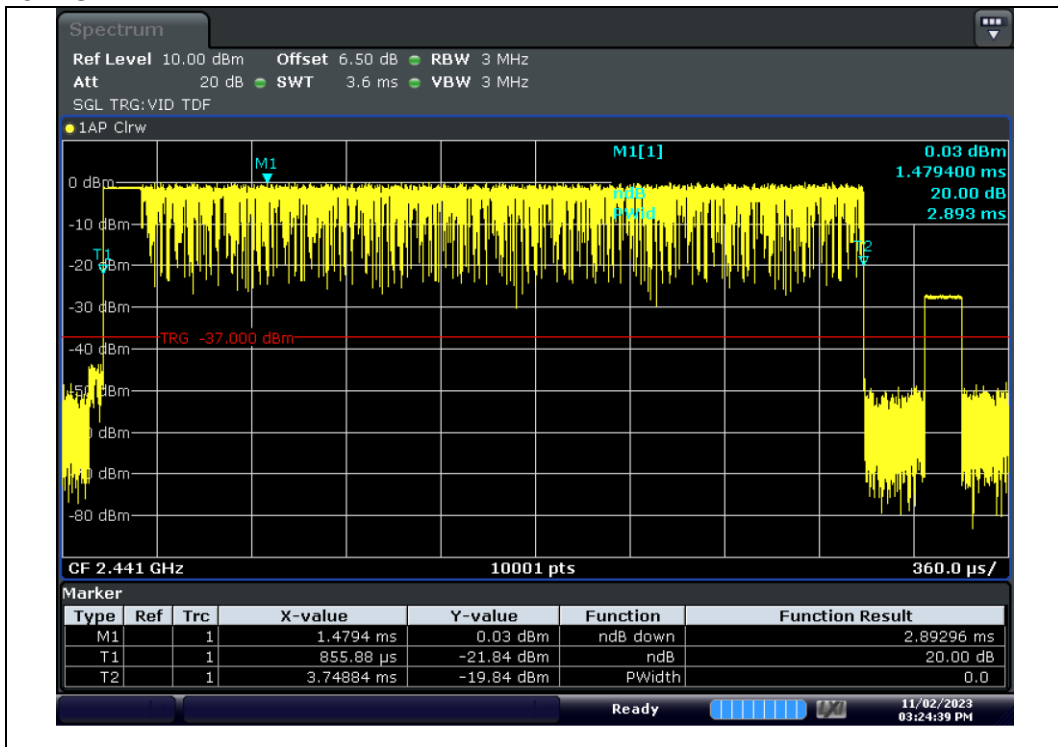 Spectrum
Ref Level 10.00 dBm Offset 6.50 dB RBW 3 MHz
Att 20 dB SWT 3.6 ms VBW 3 MHz
SGL TRG:VID TDF
1AP Clrw
M1[1] 0.03 dBm
1.479400 ms
ndB 20.00 dB
PWid 2.893 ms
M1
0 dBm
-10 dBm
T1
T2
-20 dBm
-30 dBm
TRG -37.000 dBm
-40 dBm
-50 dBm
dBm
dBm
-80 dBm
CF 2.441 GHz 10001 pts 360.0 µs/
Marker
Type Ref Trc X-value Y-value Function Function Result
M1 1 1.4794 ms 0.03 dBm ndB down 2.89296 ms
T1 1 855.88 µs -21.84 dBm ndB 20.00 dB
T2 1 3.74884 ms -19.84 dBm PWidth 0.0
Ready 11/02/2023
03:24:39 PM